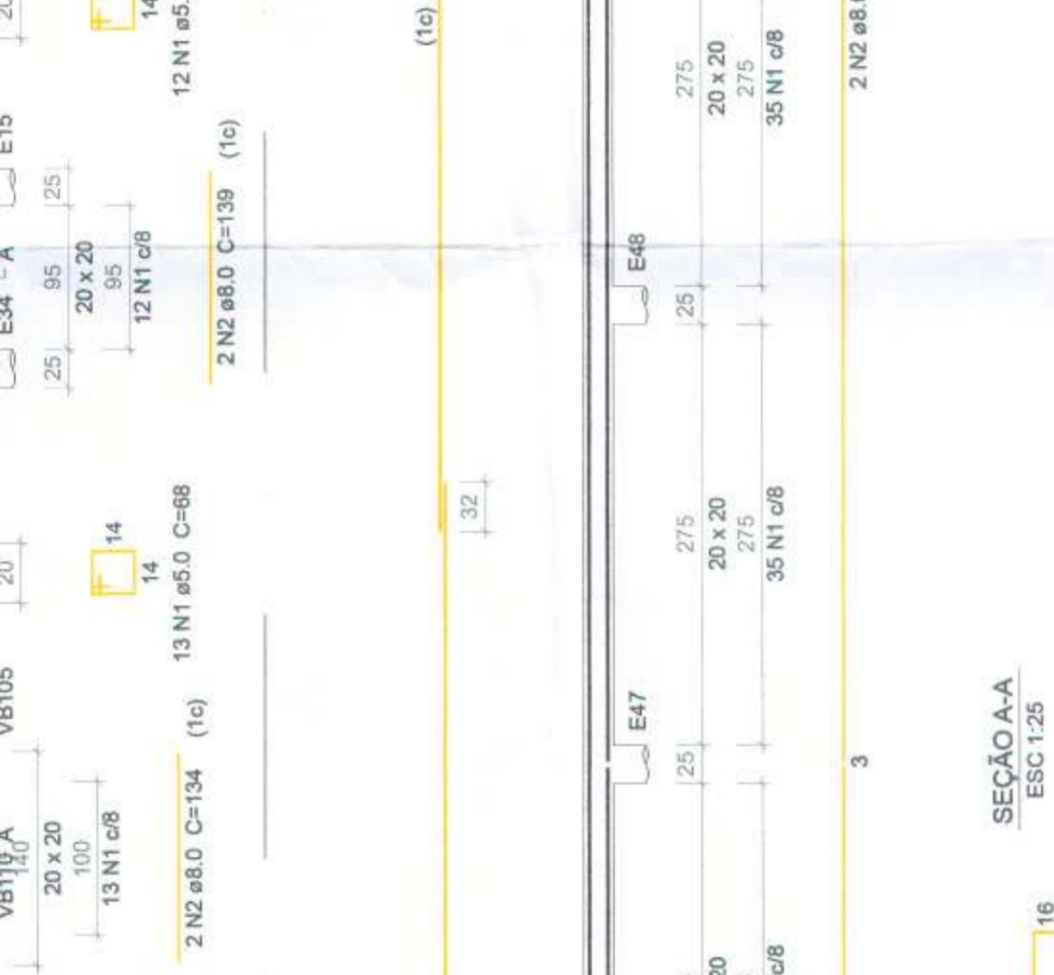 14
12 N1 ø5.
E15
E34
A
25
95
25
20 x 20
95
12 N1 c/8
2 N2 ø8.0 C=139 (1c)
20
14
14
13 N1 ø5.0 C=68
VB105
VB110 A
140
20 x 20
100
13 N1 c/8
2 N2 ø8.0 C=134 (1c)
(1c)
32
E48
25
E47
25
275
20 x 20
275
35 N1 c/8
275
20 x 20
275
35 N1 c/8
20
c/8
2 N2 ø8.0
3
SEÇÃO A-A
ESC 1:25
16